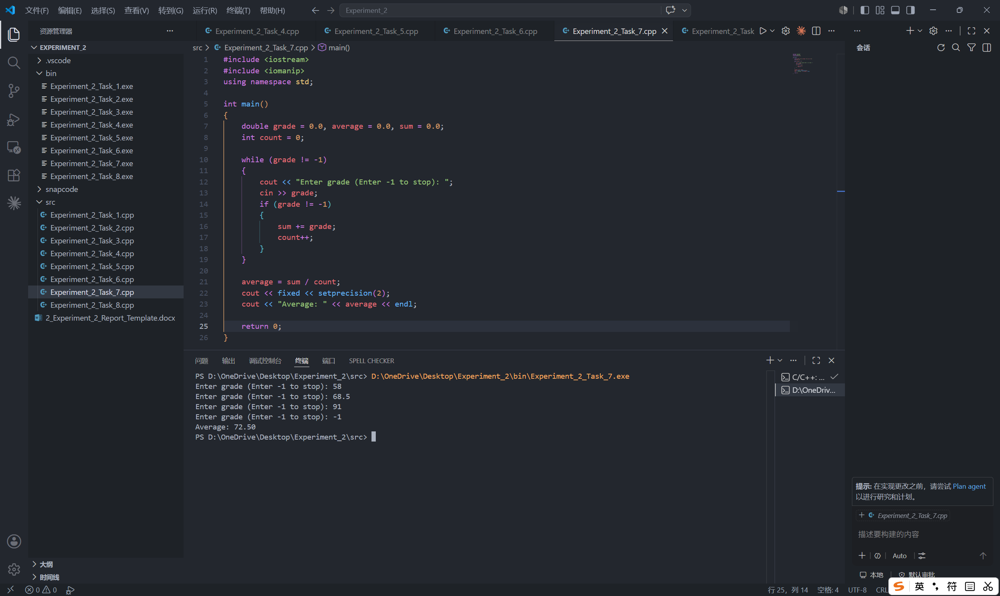 文件(F) 编辑(E) 选择(S) 查看(V) 转到(G) 运行(R) 终端(T) 帮助(H)
Experiment_2
资源管理器
EXPERIMENT_2
.vscode
bin
Experiment_2_Task_1.exe
Experiment_2_Task_2.exe
Experiment_2_Task_3.exe
Experiment_2_Task_4.exe
Experiment_2_Task_5.exe
Experiment_2_Task_6.exe
Experiment_2_Task_7.exe
Experiment_2_Task_8.exe
snapcode
src
Experiment_2_Task_1.cpp
Experiment_2_Task_2.cpp
Experiment_2_Task_3.cpp
Experiment_2_Task_4.cpp
Experiment_2_Task_5.cpp
Experiment_2_Task_6.cpp
Experiment_2_Task_7.cpp
Experiment_2_Task_8.cpp
2_Experiment_2_Report_Template.docx
大纲
时间线
Experiment_2_Task_4.cpp Experiment_2_Task_5.cpp Experiment_2_Task_6.cpp Experiment_2_Task_7.cpp Experiment_2_Task
src > Experiment_2_Task_7.cpp > main()
1 #include <iostream>
2 #include <iomanip>
3 using namespace std;
4
5 int main()
6 {
7 double grade = 0.0, average = 0.0, sum = 0.0;
8 int count = 0;
9
10 while (grade != -1)
11 {
12 cout << "Enter grade (Enter -1 to stop): ";
13 cin >> grade;
14 if (grade != -1)
15 {
16 sum += grade;
17 count++;
18 }
19 }
20
21 average = sum / count;
22 cout << fixed << setprecision(2);
23 cout << "Average: " << average << endl;
24
25 return 0;
26 }
问题 输出 调试控制台 终端 端口 SPELL CHECKER
PS D:\OneDrive\Desktop\Experiment_2\src> D:\OneDrive\Desktop\Experiment_2\bin\Experiment_2_Task_7.exe
Enter grade (Enter -1 to stop): 58
Enter grade (Enter -1 to stop): 68.5
Enter grade (Enter -1 to stop): 91
Enter grade (Enter -1 to stop): -1
Average: 72.50
PS D:\OneDrive\Desktop\Experiment_2\src>
C/C++: ...
D:\OneDriv...
会话
提示: 在实现更改之前，请尝试 Plan agent
以进行研究和计划。
Experiment_2_Task_7.cpp
描述要构建的内容
Auto
本地 默认审批
0 0
行 25，列 14 空格: 4 UTF-8 CRL
英 符